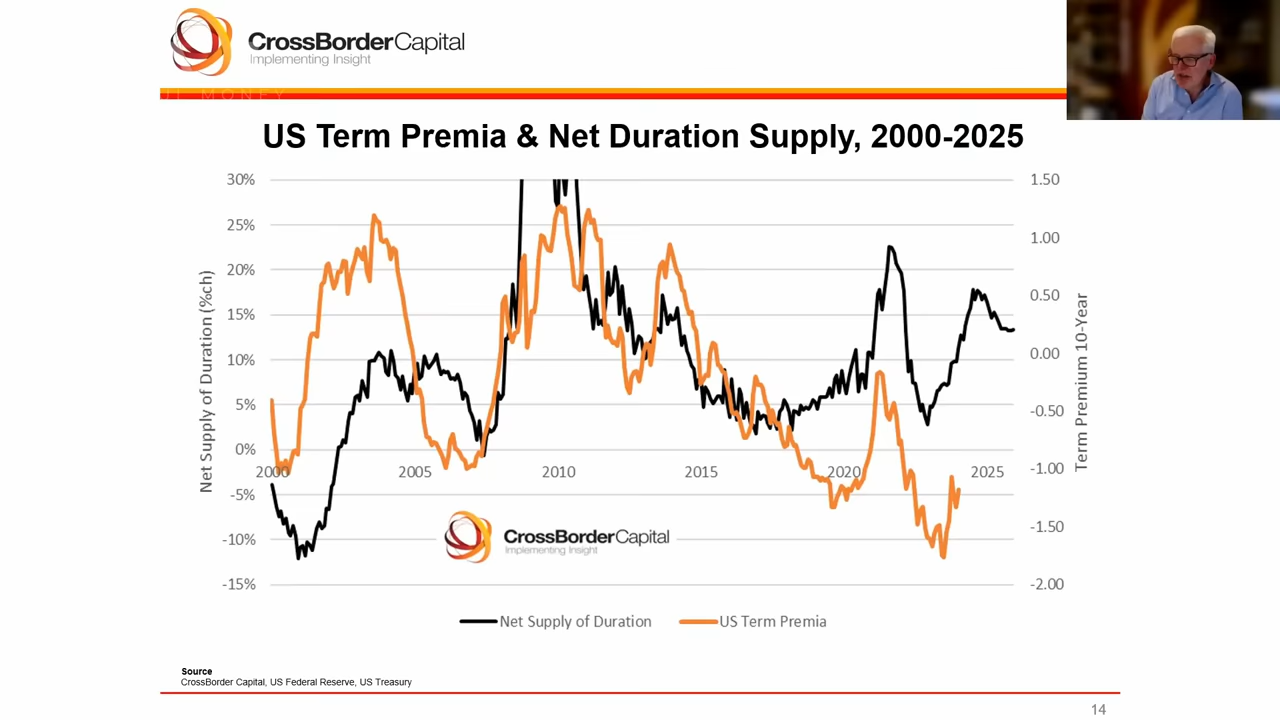 CrossBorderCapital
Implementing Insight
MONEY
US Term Premia & Net Duration Supply, 2000-2025
30%
25%
20%
15%
10%
5%
0%
-5%
-10%
-15%
Net Supply of Duration (%ch)
2000
2005
2010
2015
2020
2025
1.50
1.00
0.50
0.00
-0.50
-1.00
-1.50
-2.00
Term Premium 10-Year
CrossBorderCapital
Implementing Insight
Net Supply of Duration
US Term Premia
Source
CrossBorder Capital, US Federal Reserve, US Treasury
14